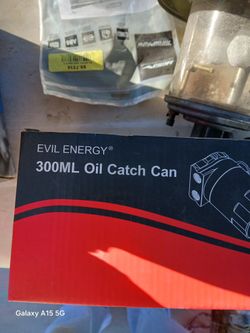 EVIL ENERGY®
300ML Oil Catch Can
Galaxy A15 5G